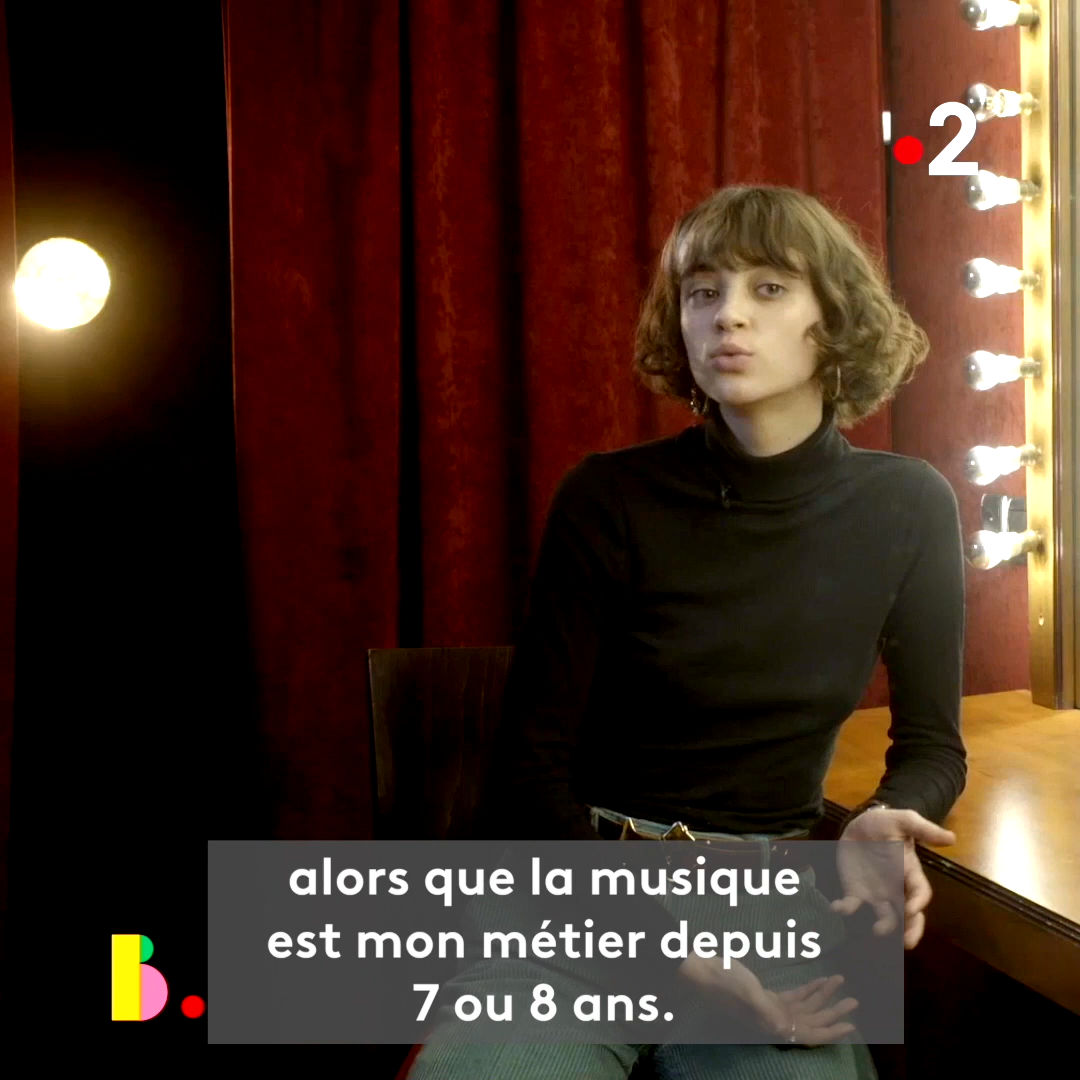 2
alors que la musique
est mon métier depuis
7 ou 8 ans.
B.